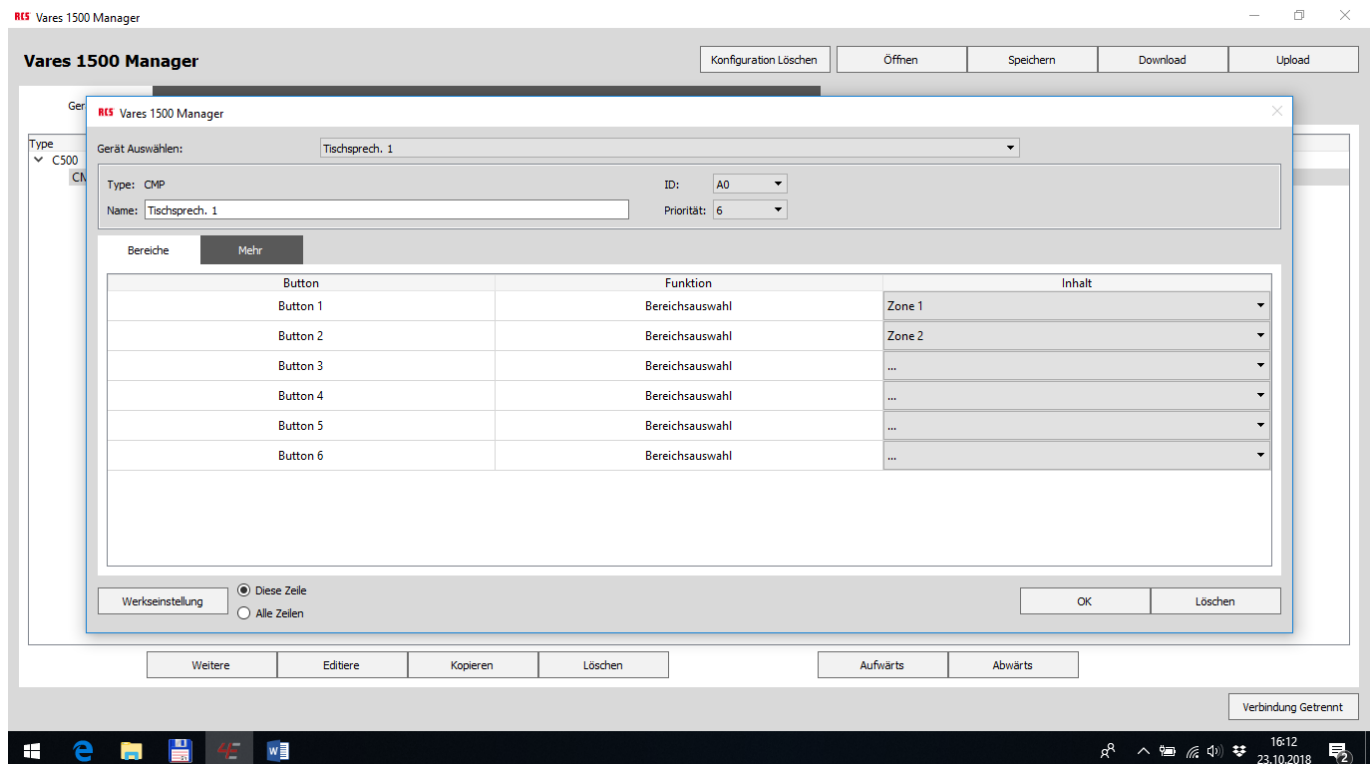 RCS Vares 1500 Manager
Vares 1500 Manager
Konfiguration Löschen
Öffnen
Speichern
Download
Upload
Ger
RCS Vares 1500 Manager
Type
C500
CM
Gerät Auswählen:
Tischsprech. 1
Type: CMP
ID: A0
Name: Tischsprech. 1
Priorität: 6
Bereiche
Mehr
Button Funktion Inhalt
Button 1 Bereichsauswahl Zone 1
Button 2 Bereichsauswahl Zone 2
Button 3 Bereichsauswahl ...
Button 4 Bereichsauswahl ...
Button 5 Bereichsauswahl ...
Button 6 Bereichsauswahl ...
Werkseinstellung
Diese Zeile
Alle Zeilen
OK
Löschen
Weitere
Editiere
Kopieren
Löschen
Aufwärts
Abwärts
Verbindung Getrennt
16:12
23.10.2018
2